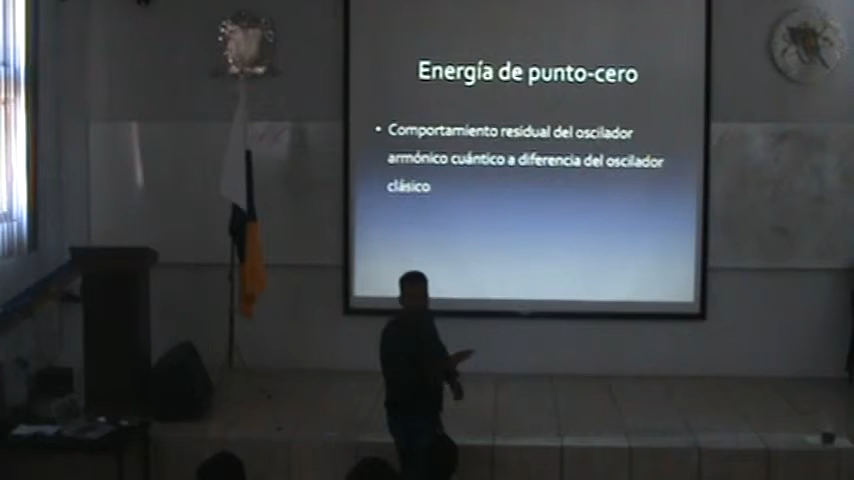 Energía de punto-cero
• Comportamiento residual del oscilador
armónico cuántico a diferencia del oscilador
clásico